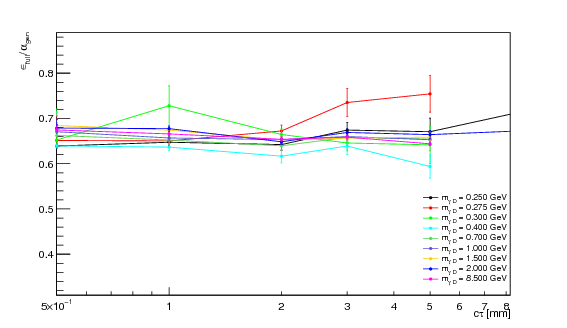 ε_full/α_gen
0.8
0.7
0.6
0.5
0.4
m_γD = 0.250 GeV
m_γD = 0.275 GeV
m_γD = 0.300 GeV
m_γD = 0.400 GeV
m_γD = 0.700 GeV
m_γD = 1.000 GeV
m_γD = 1.500 GeV
m_γD = 2.000 GeV
m_γD = 8.500 GeV
5×10⁻¹ 1 2 3 4 5 6 7 8
cτ [mm]